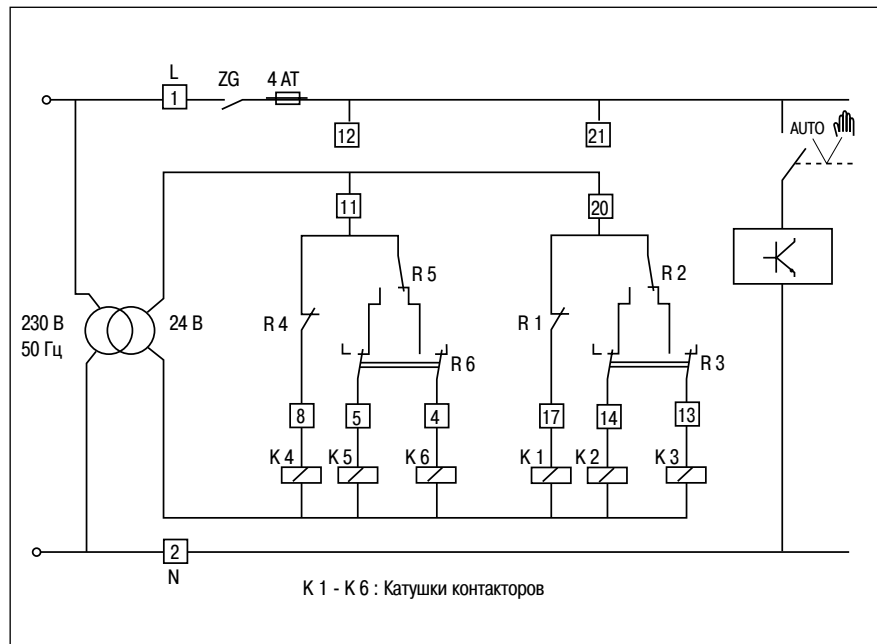 L
ZG
4 AT
1
12
21
AUTO
11
20
R 5
R 2
230 В
50 Гц
24 В
R 4
R 1
R 6
R 3
8
5
4
17
14
13
K 4
K 5
K 6
K 1
K 2
K 3
2
N
K 1 - K 6 : Катушки контакторов